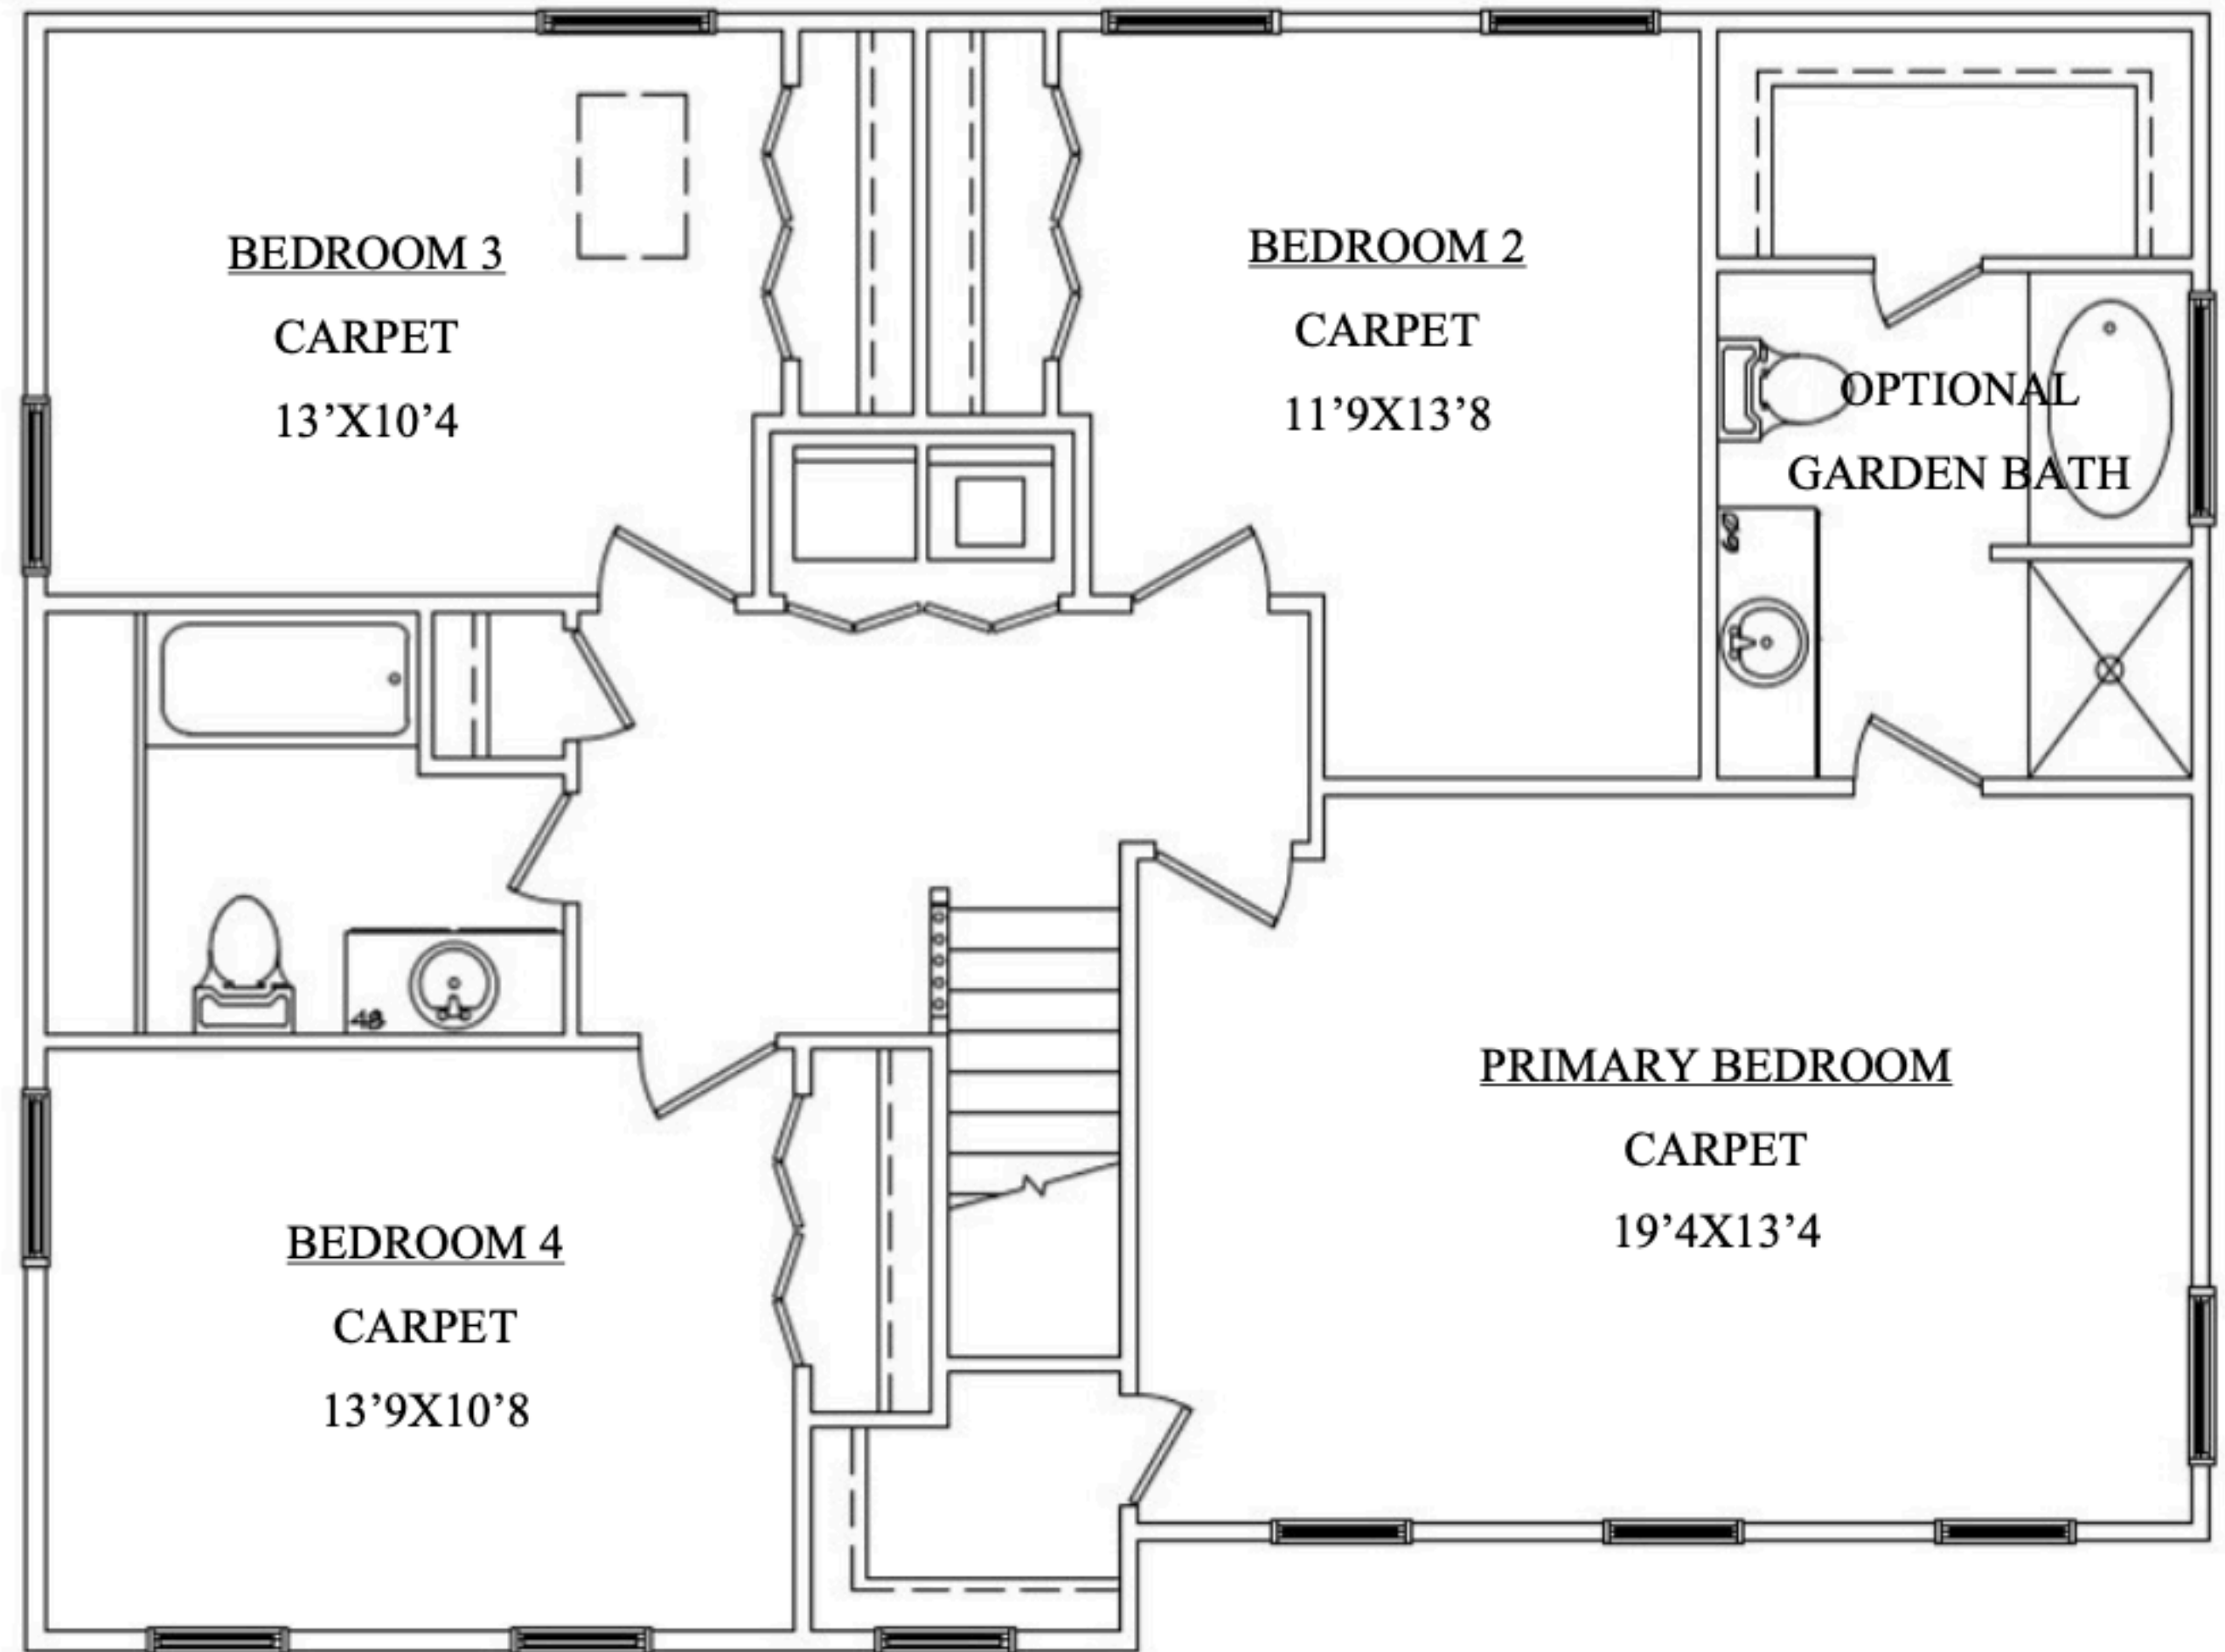 BEDROOM 3
CARPET
13’X10’4
BEDROOM 2
CARPET
11’9X13’8
OPTIONAL
GARDEN BATH
60
48
PRIMARY BEDROOM
CARPET
19’4X13’4
BEDROOM 4
CARPET
13’9X10’8